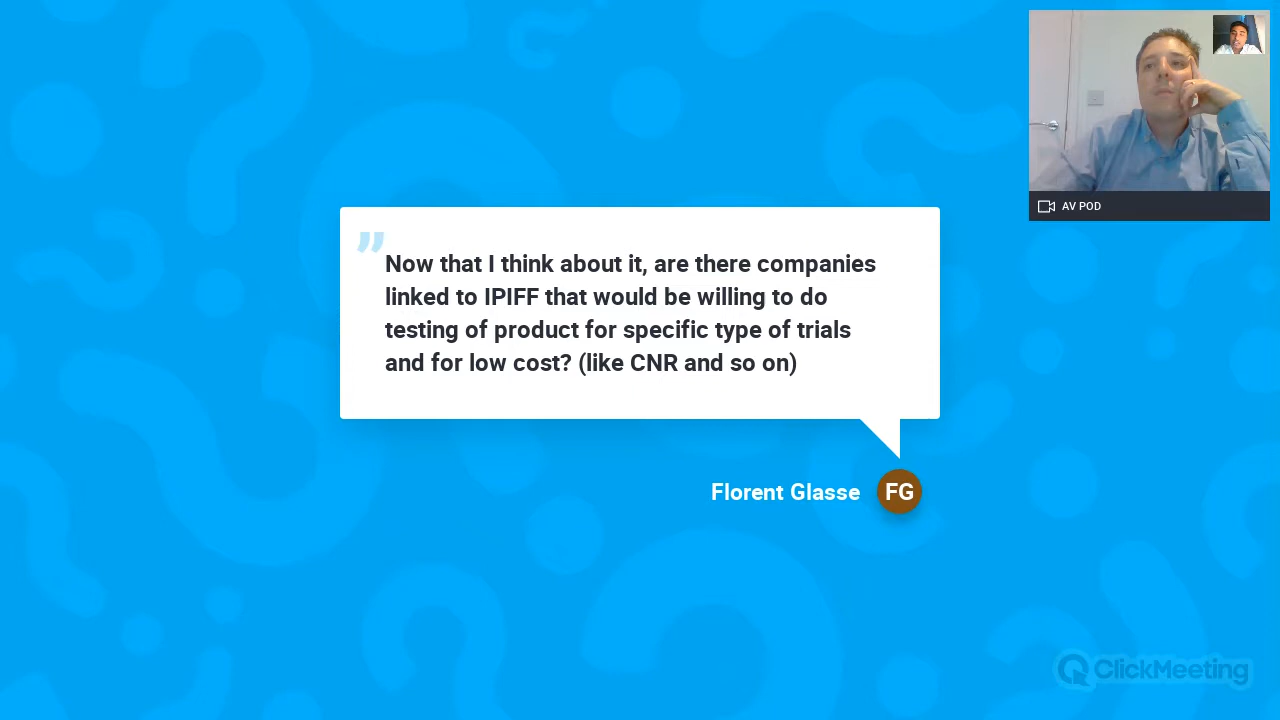 AV POD
Now that I think about it, are there companies
linked to IPIFF that would be willing to do
testing of product for specific type of trials
and for low cost? (like CNR and so on)
Florent Glasse FG
ClickMeeting